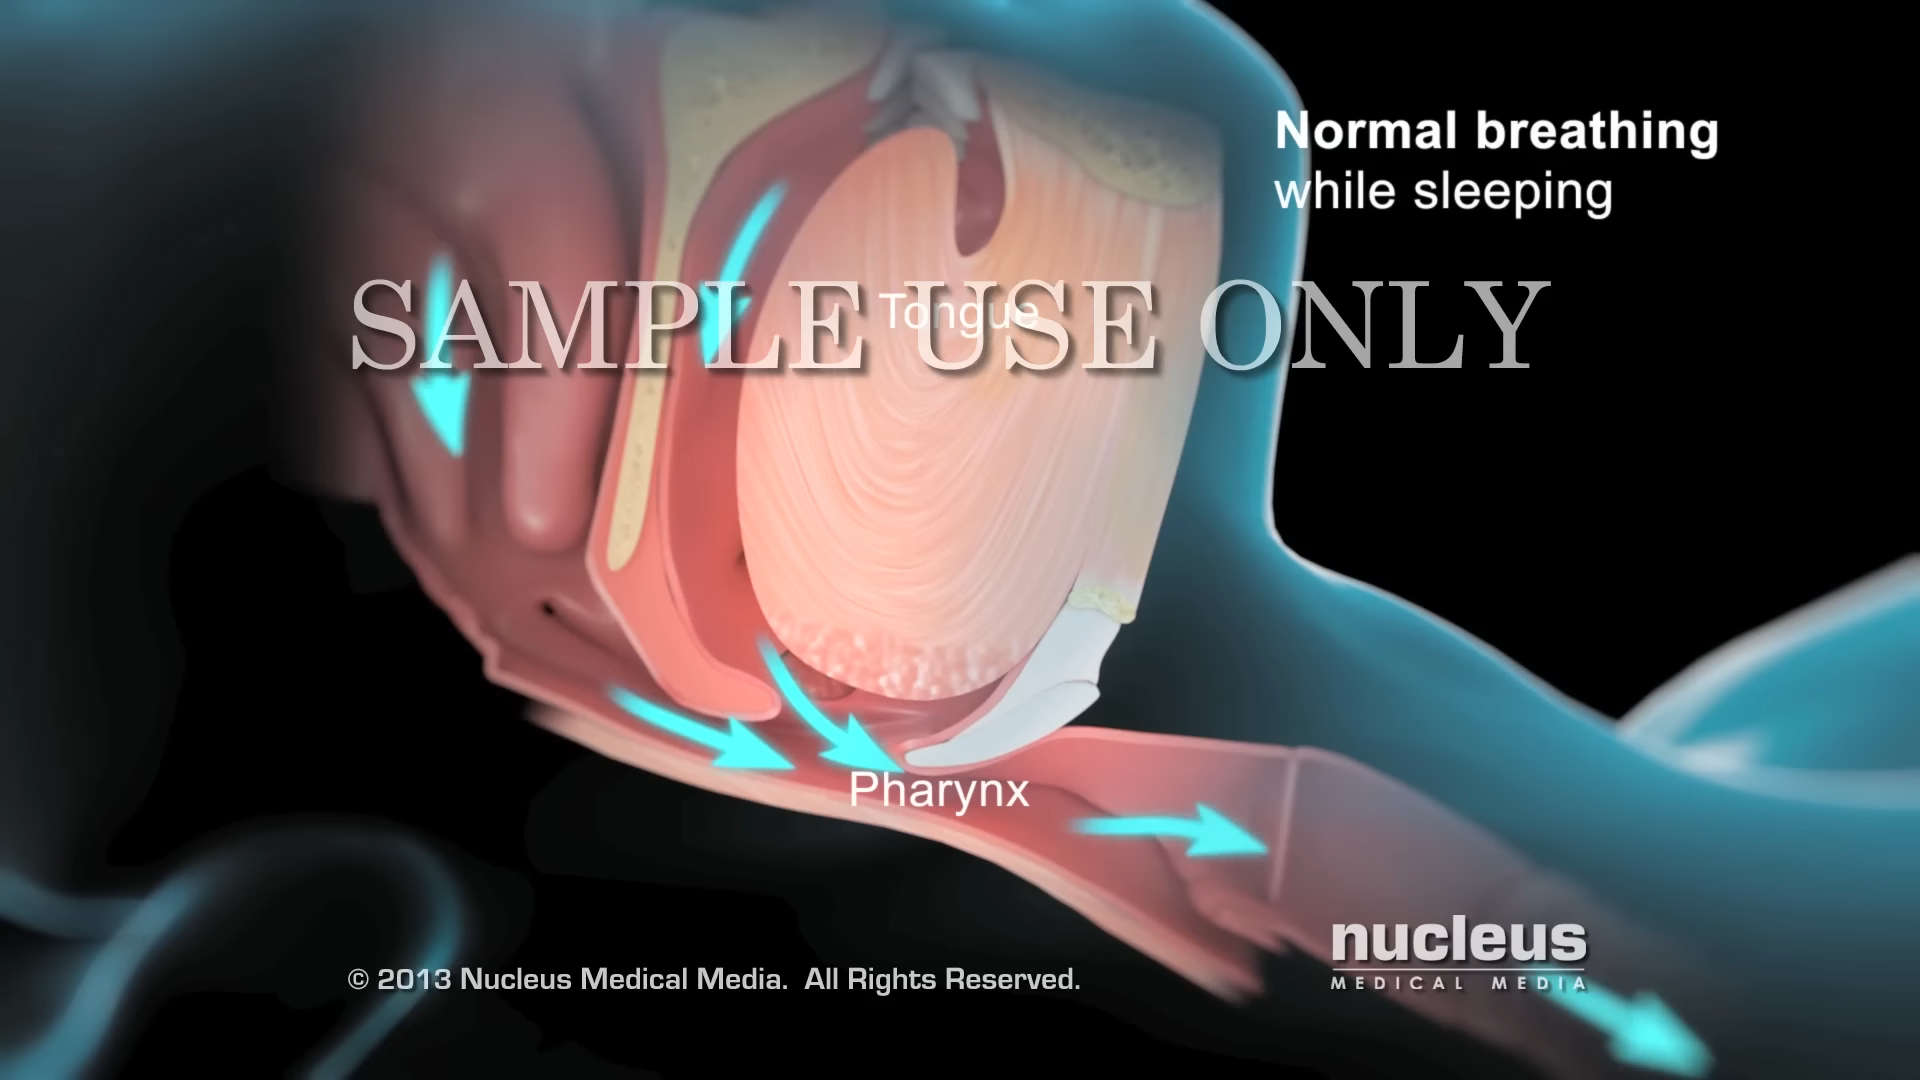 Normal breathing
while sleeping
SAMPLE USE ONLY
Tongue
Pharynx
nucleus
MEDICAL MEDIA
© 2013 Nucleus Medical Media. All Rights Reserved.